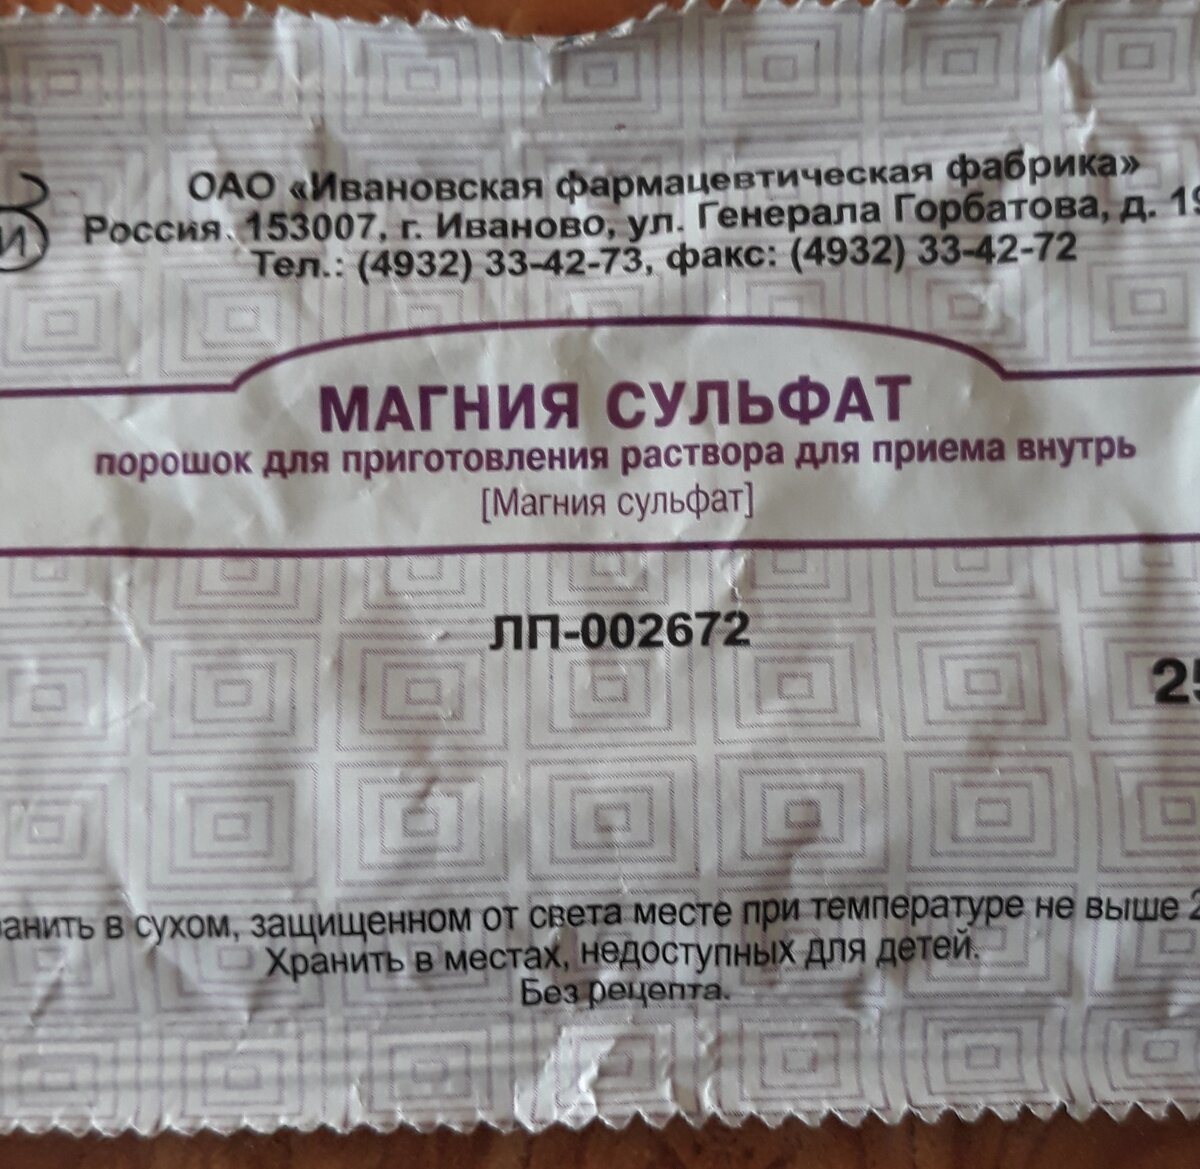 ОАО «Ивановская фармацевтическая фабрика»
И
Россия. 153007, г. Иваново, ул. Генерала Горбатова, д. 19
Тел.: (4932) 33-42-73, факс: (4932) 33-42-72
МАГНИЯ СУЛЬФАТ
порошок для приготовления раствора для приема внутрь
[Магния сульфат]
ЛП-002672
в сухом, защищенном от света месте при температуре не выше
Хранить в местах, недоступных для детей.
Без рецепта.